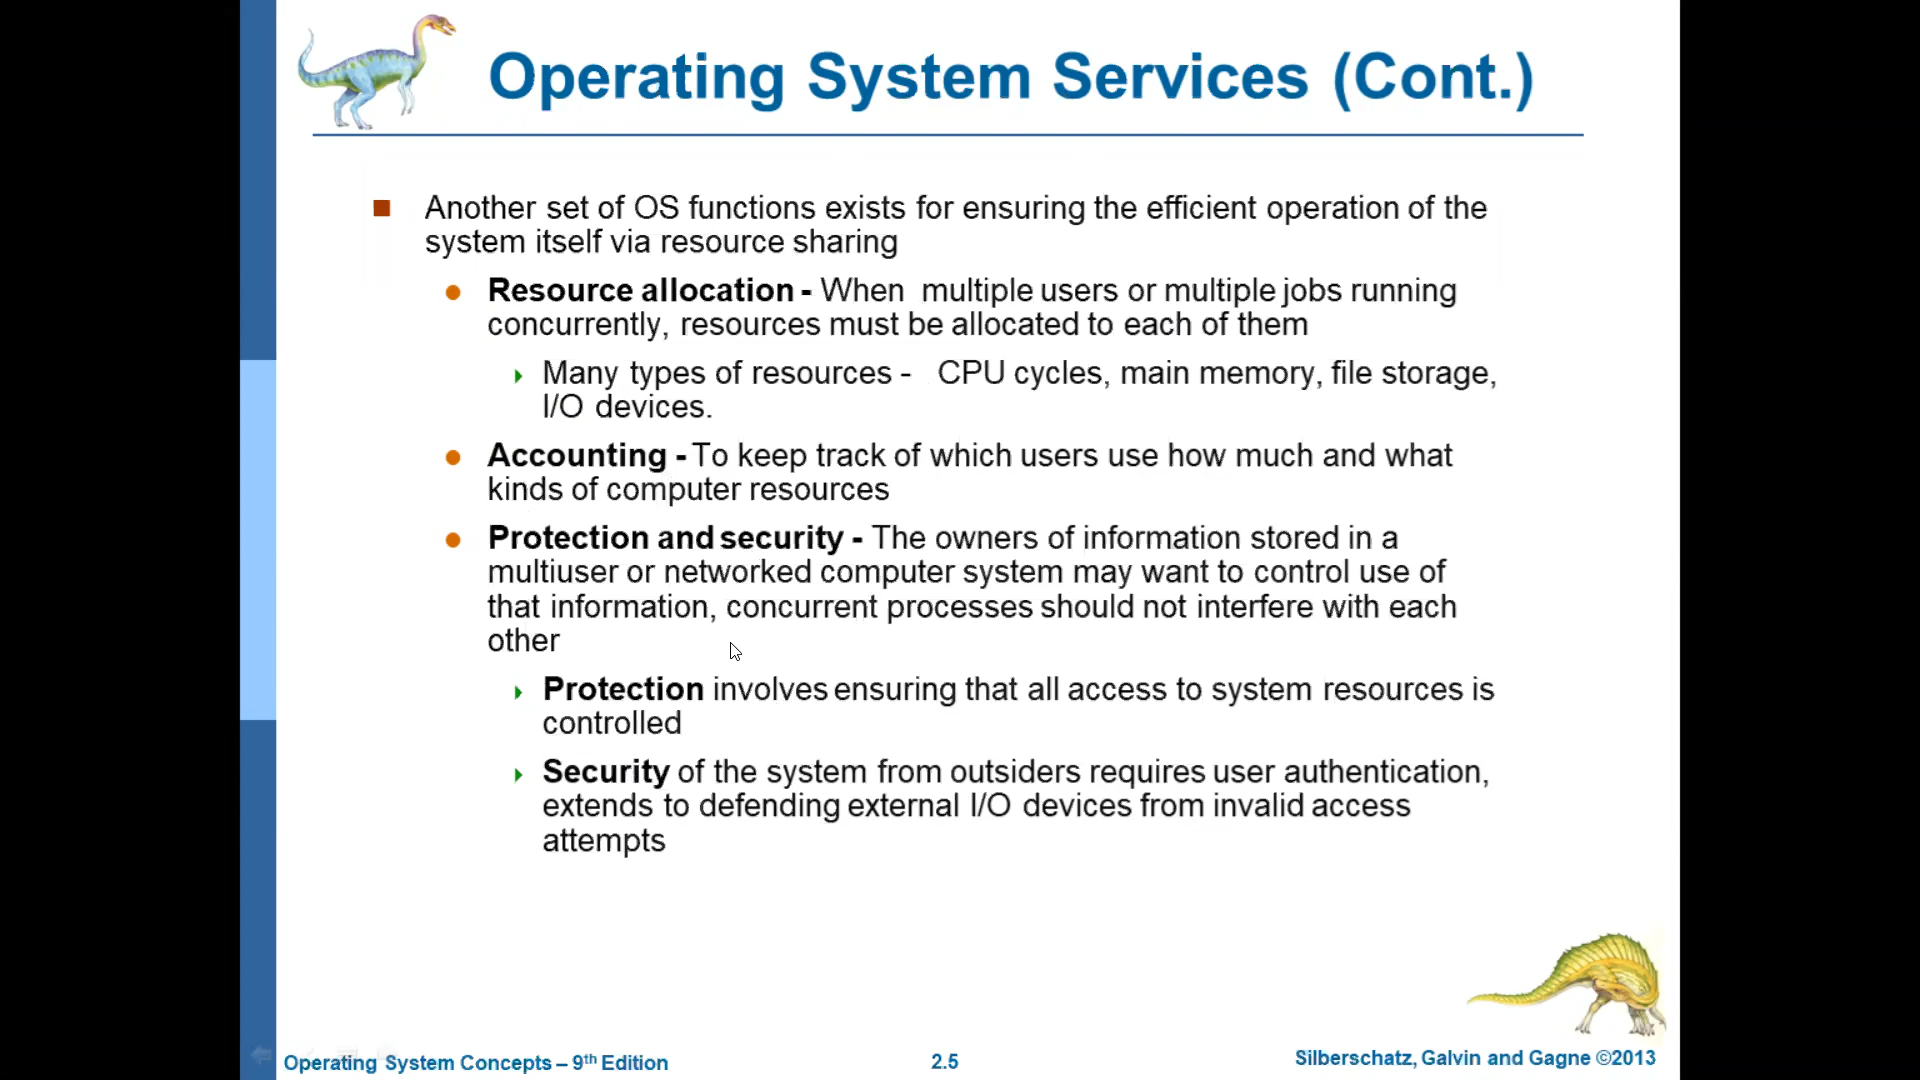 Operating System Services (Cont.)
Another set of OS functions exists for ensuring the efficient operation of the
system itself via resource sharing
Resource allocation - When multiple users or multiple jobs running
concurrently, resources must be allocated to each of them
Many types of resources - CPU cycles, main memory, file storage,
I/O devices.
Accounting - To keep track of which users use how much and what
kinds of computer resources
Protection and security - The owners of information stored in a
multiuser or networked computer system may want to control use of
that information, concurrent processes should not interfere with each
other
Protection involves ensuring that all access to system resources is
controlled
Security of the system from outsiders requires user authentication,
extends to defending external I/O devices from invalid access
attempts
Operating System Concepts – 9th Edition
2.5
Silberschatz, Galvin and Gagne ©2013